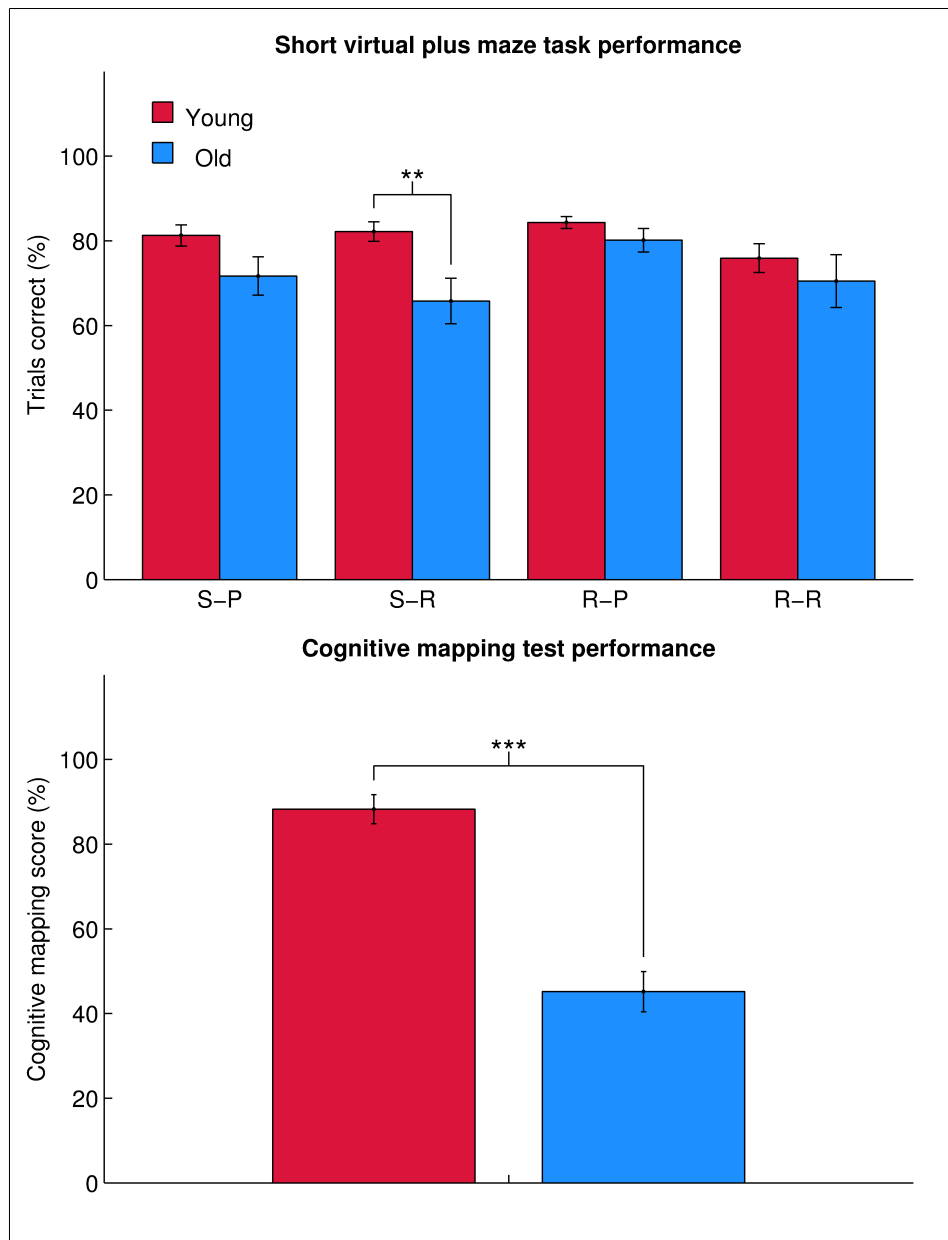 Short virtual plus maze task performance
Young
Old
Trials correct (%)
100
80
60
40
20
0
**
S−P
S−R
R−P
R−R
Cognitive mapping test performance
Cognitive mapping score (%)
100
80
60
40
20
0
***